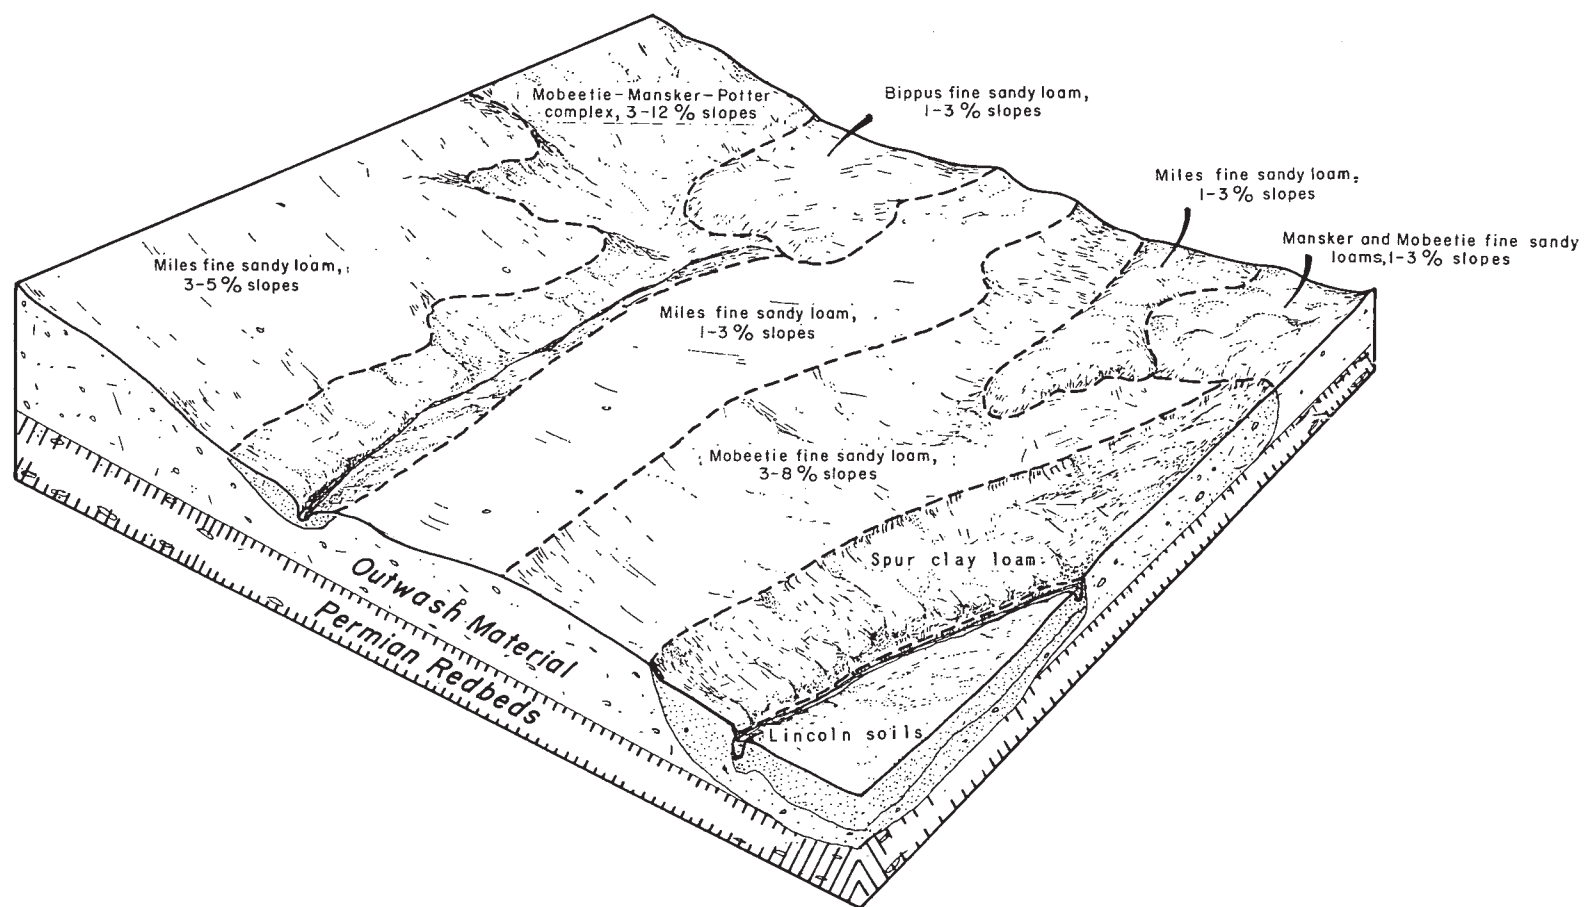 Mobeetie-Mansker-Potter
complex, 3-12% slopes
Bippus fine sandy loam,
1-3% slopes
Miles fine sandy loam,
1-3% slopes
Mansker and Mobeetie fine sandy
loams, 1-3% slopes
Miles fine sandy loam,
3-5% slopes
Miles fine sandy loam,
1-3% slopes
Mobeetie fine sandy loam,
3-8% slopes
Spur clay loam
Outwash Material
Permian Redbeds
Lincoln soils